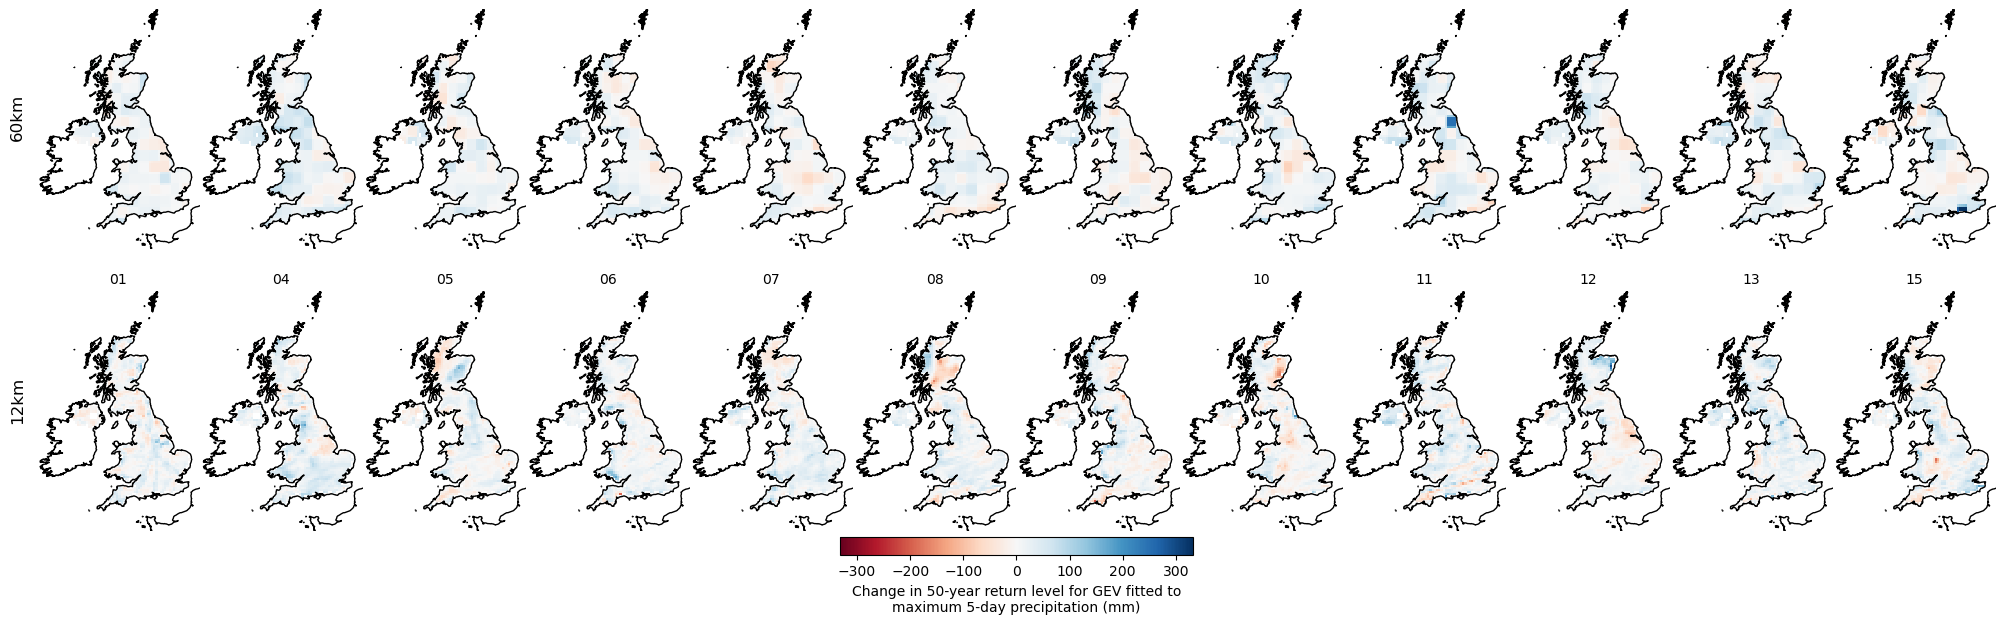 60km
01 04 05 06 07 08 09 10 11 12 13 15
12km
−300 −200 −100 0 100 200 300
Change in 50-year return level for GEV fitted to
maximum 5-day precipitation (mm)